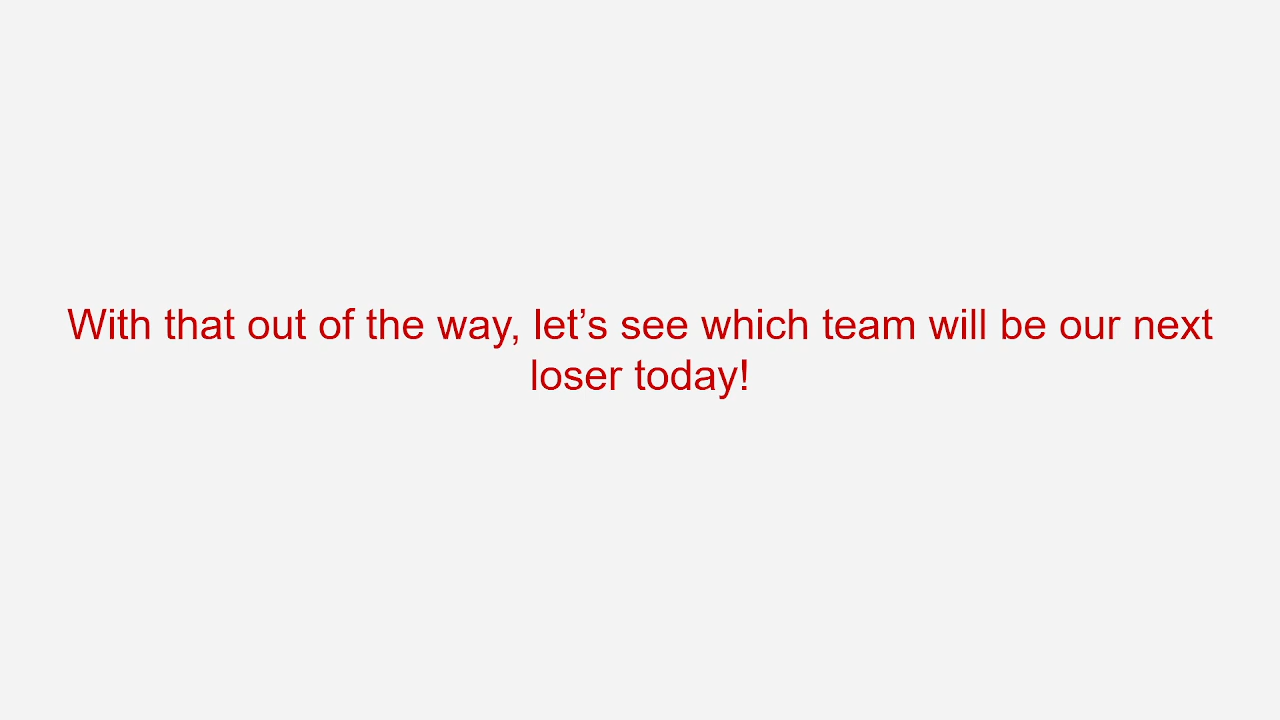 With that out of the way, let’s see which team will be our next
loser today!